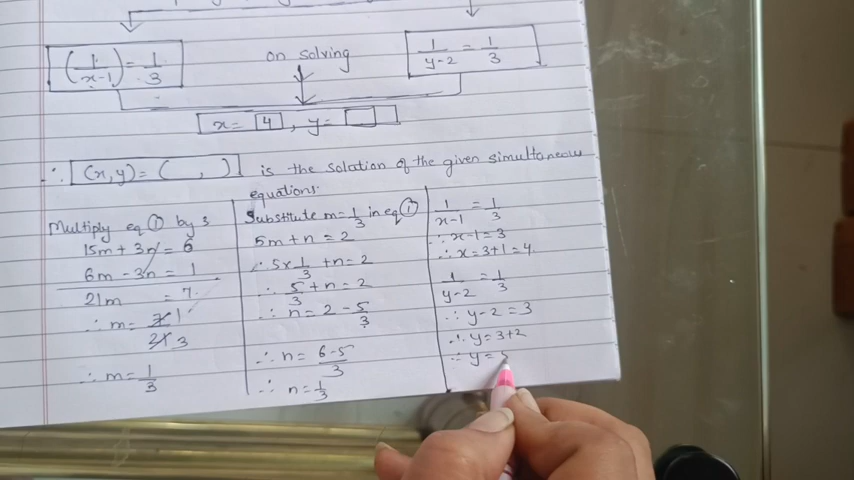 (1/x-1) = 1/3
on solving
1/y-2 = 1/3
x = 4 , y =
∴ (x, y) = ( , ) is the solation of the given simultaneous
equations.
Multiply eq ① by 3
15m + 3n = 6
6m - 3n = 1
21m = 7
∴ m = 7 1 / 21 3
∴ m = 1/3
Substitute m = 1/3 in eq ①
5m + n = 2
∴ 5 x 1/3 + n = 2
∴ 5/3 + n = 2
∴ n = 2 - 5/3
∴ n = 6-5/3
∴ n = 1/3
1/x-1 = 1/3
∴ x-1 = 3
∴ x = 3+1 = 4
1/y-2 = 1/3
∴ y-2 = 3
∴ y = 3+2
∴ y =